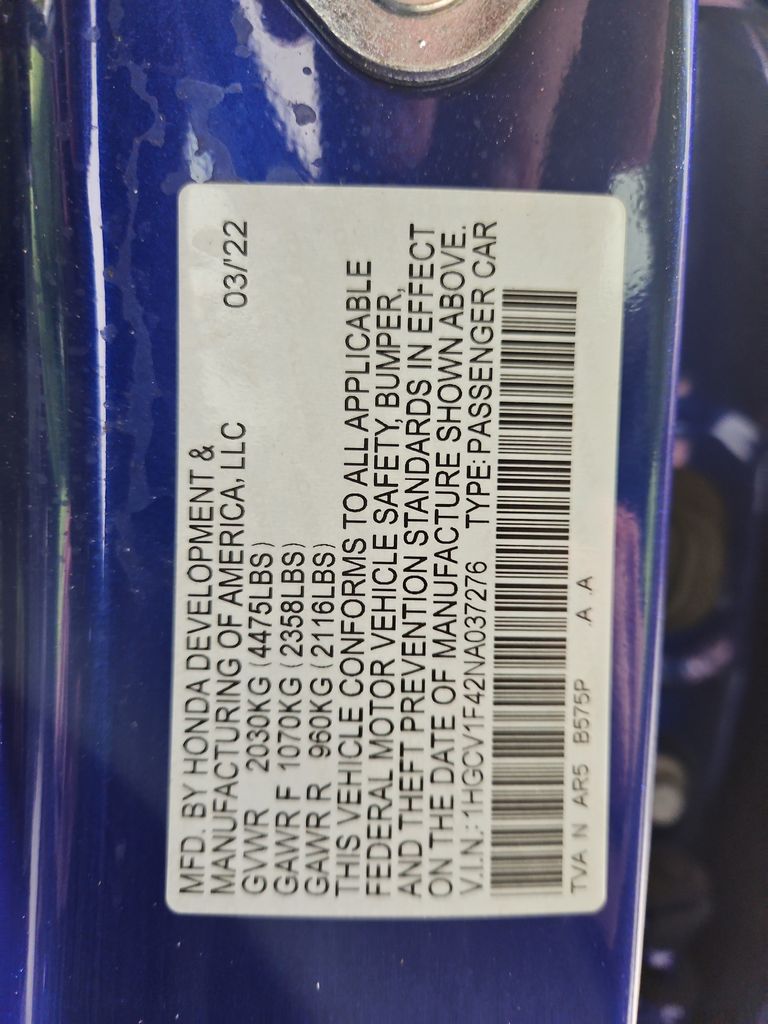 MFD. BY HONDA DEVELOPMENT &
MANUFACTURING OF AMERICA, LLC 03/'22
GVWR 2030KG (4475LBS)
GAWR F 1070KG (2358LBS)
GAWR R 960KG (2116LBS)
THIS VEHICLE CONFORMS TO ALL APPLICABLE
FEDERAL MOTOR VEHICLE SAFETY, BUMPER,
AND THEFT PREVENTION STANDARDS IN EFFECT
ON THE DATE OF MANUFACTURE SHOWN ABOVE.
V.I.N.: 1HGCV1F42NA037276 TYPE: PASSENGER CAR
TVA N AR5 B575P .A .A